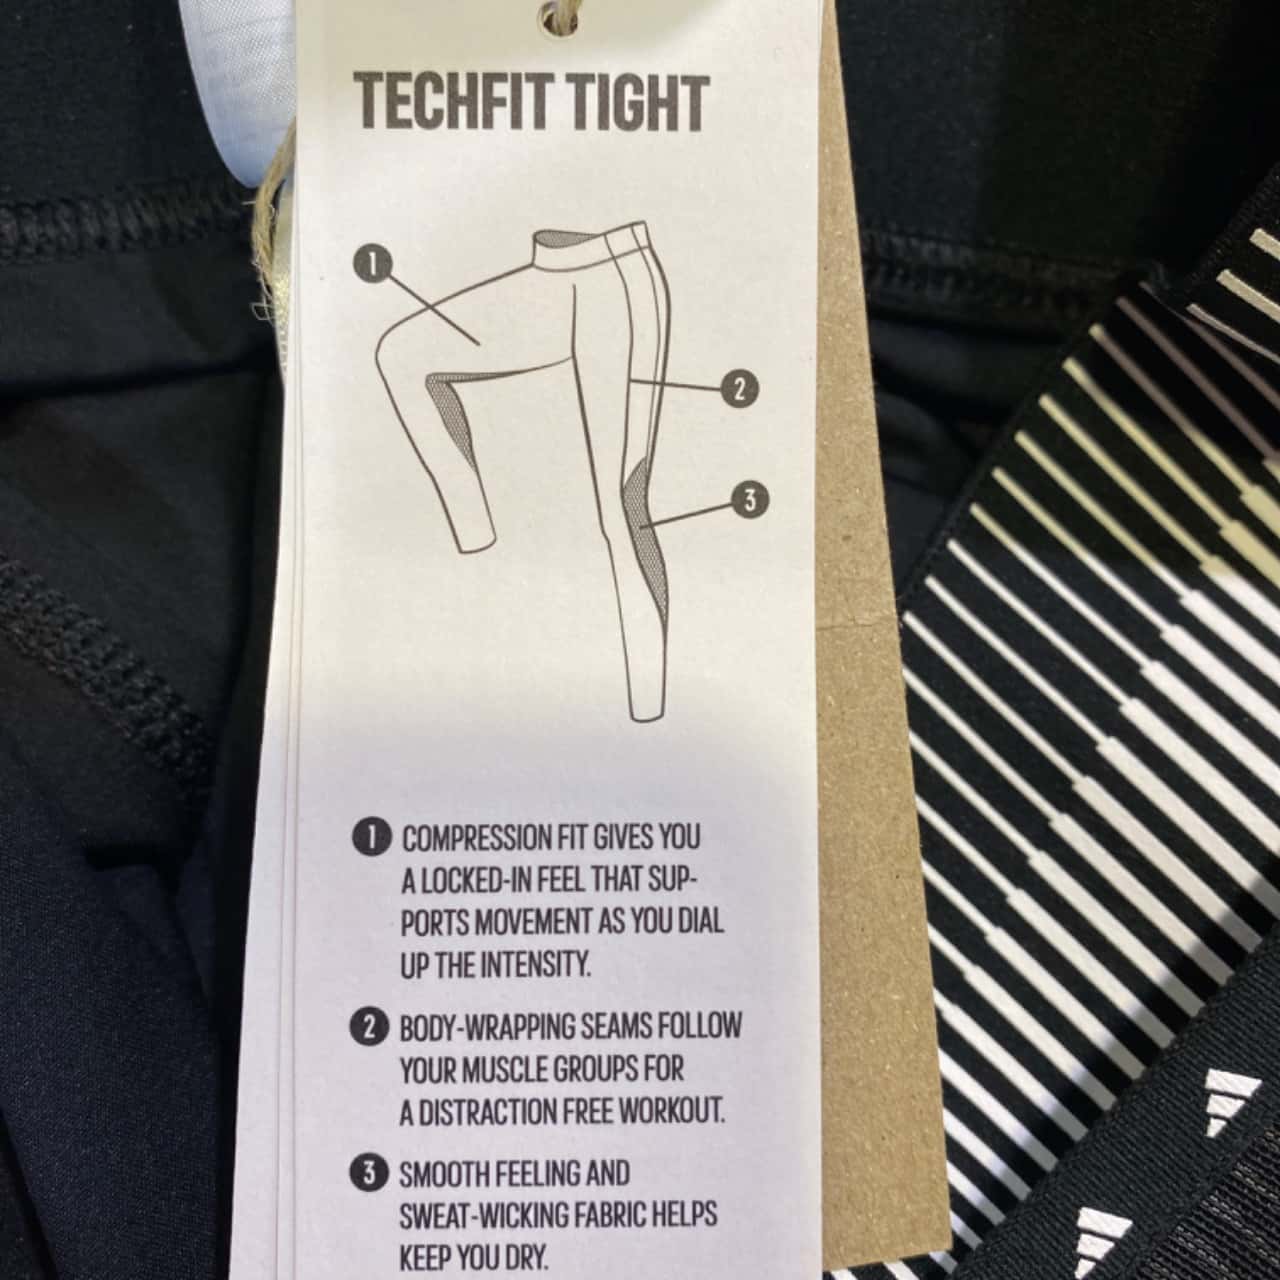 TECHFIT TIGHT
1
2
3
1 COMPRESSION FIT GIVES YOU
A LOCKED-IN FEEL THAT SUP-
PORTS MOVEMENT AS YOU DIAL
UP THE INTENSITY.
2 BODY-WRAPPING SEAMS FOLLOW
YOUR MUSCLE GROUPS FOR
A DISTRACTION FREE WORKOUT.
3 SMOOTH FEELING AND
SWEAT-WICKING FABRIC HELPS
KEEP YOU DRY.